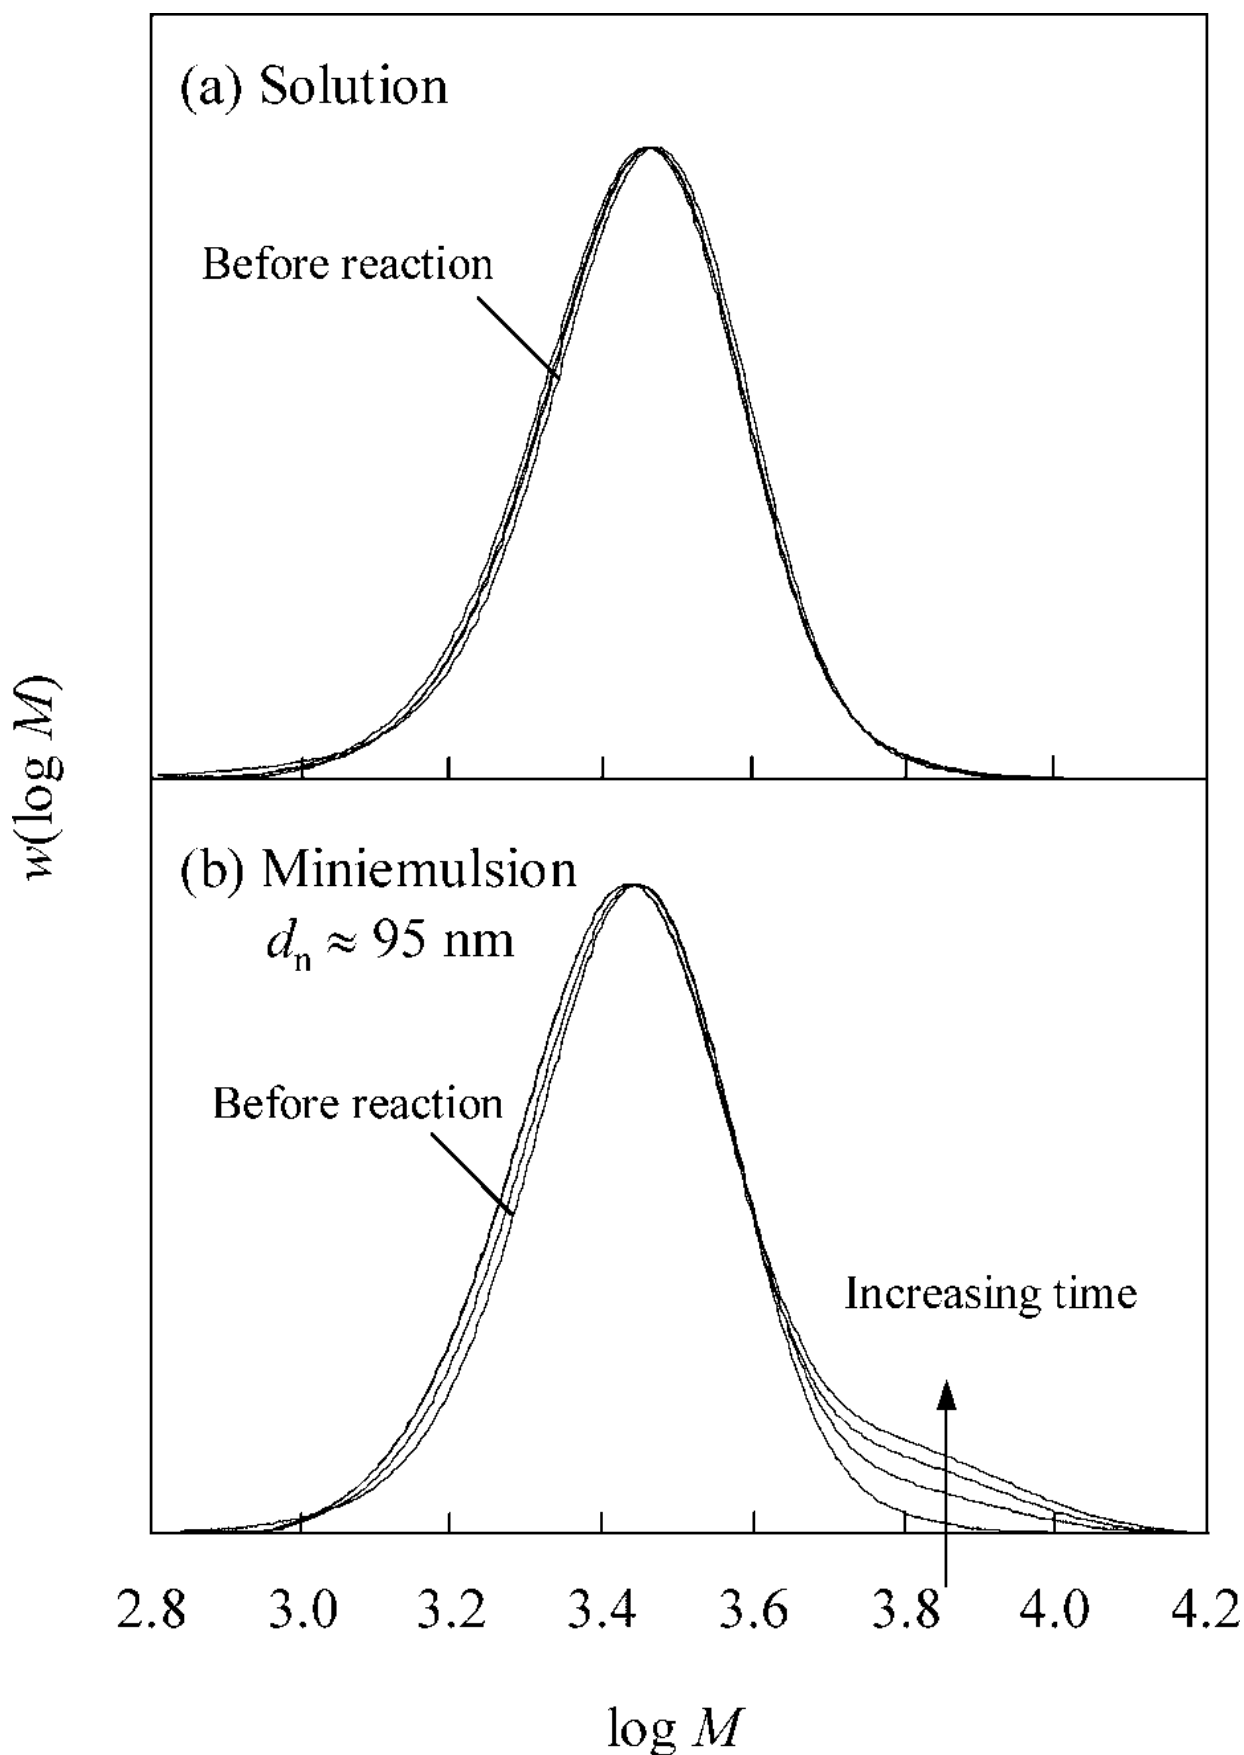 (a) Solution
Before reaction
w(log M)
(b) Miniemulsion
dn ≈ 95 nm
Before reaction
Increasing time
2.8 3.0 3.2 3.4 3.6 3.8 4.0 4.2
log M